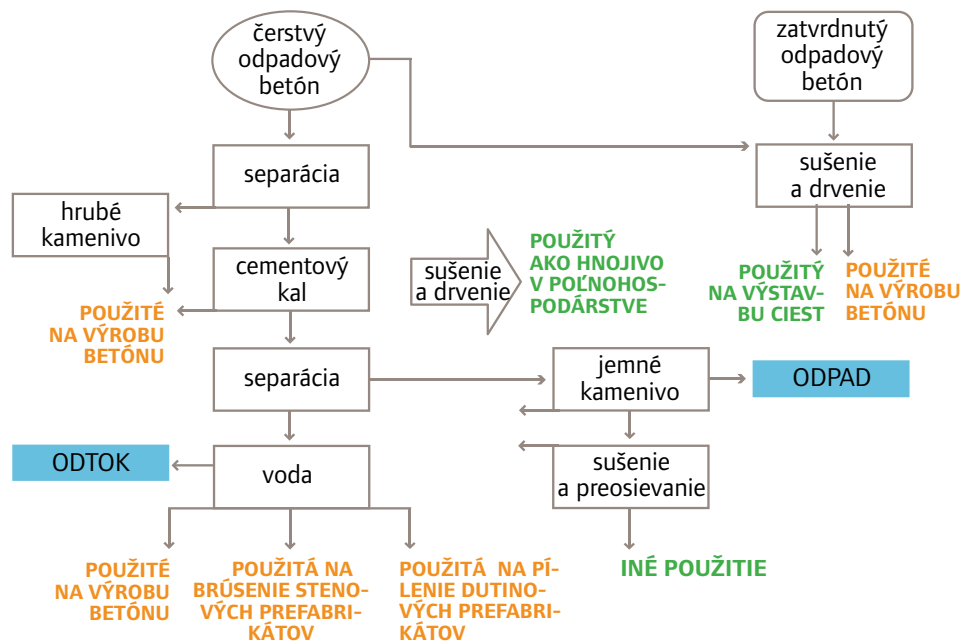 čerstvý
odpadový
betón
zatvrdnutý
odpadový
betón
separácia
sušenie
a drvenie
hrubé
kamenivo
cementový
kal
sušenie
a drvenie
POUŽITÝ
AKO HNOJIVO
V POĽNOHOS-
PODÁRSTVE
POUŽITÝ
NA VÝSTAV-
BU CIEST
POUŽITÉ
NA VÝROBU
BETÓNU
POUŽITÉ
NA VÝROBU
BETÓNU
separácia
jemné
kamenivo
ODPAD
ODTOK
voda
sušenie
a preosievanie
POUŽITÉ
NA VÝROBU
BETÓNU
POUŽITÁ NA
BRÚSENIE STENO-
VÝCH PREFABRI-
KÁTOV
POUŽITÁ NA PÍ-
LENIE DUTINO-
VÝCH PREFABRI-
KÁTOV
INÉ POUŽITIE